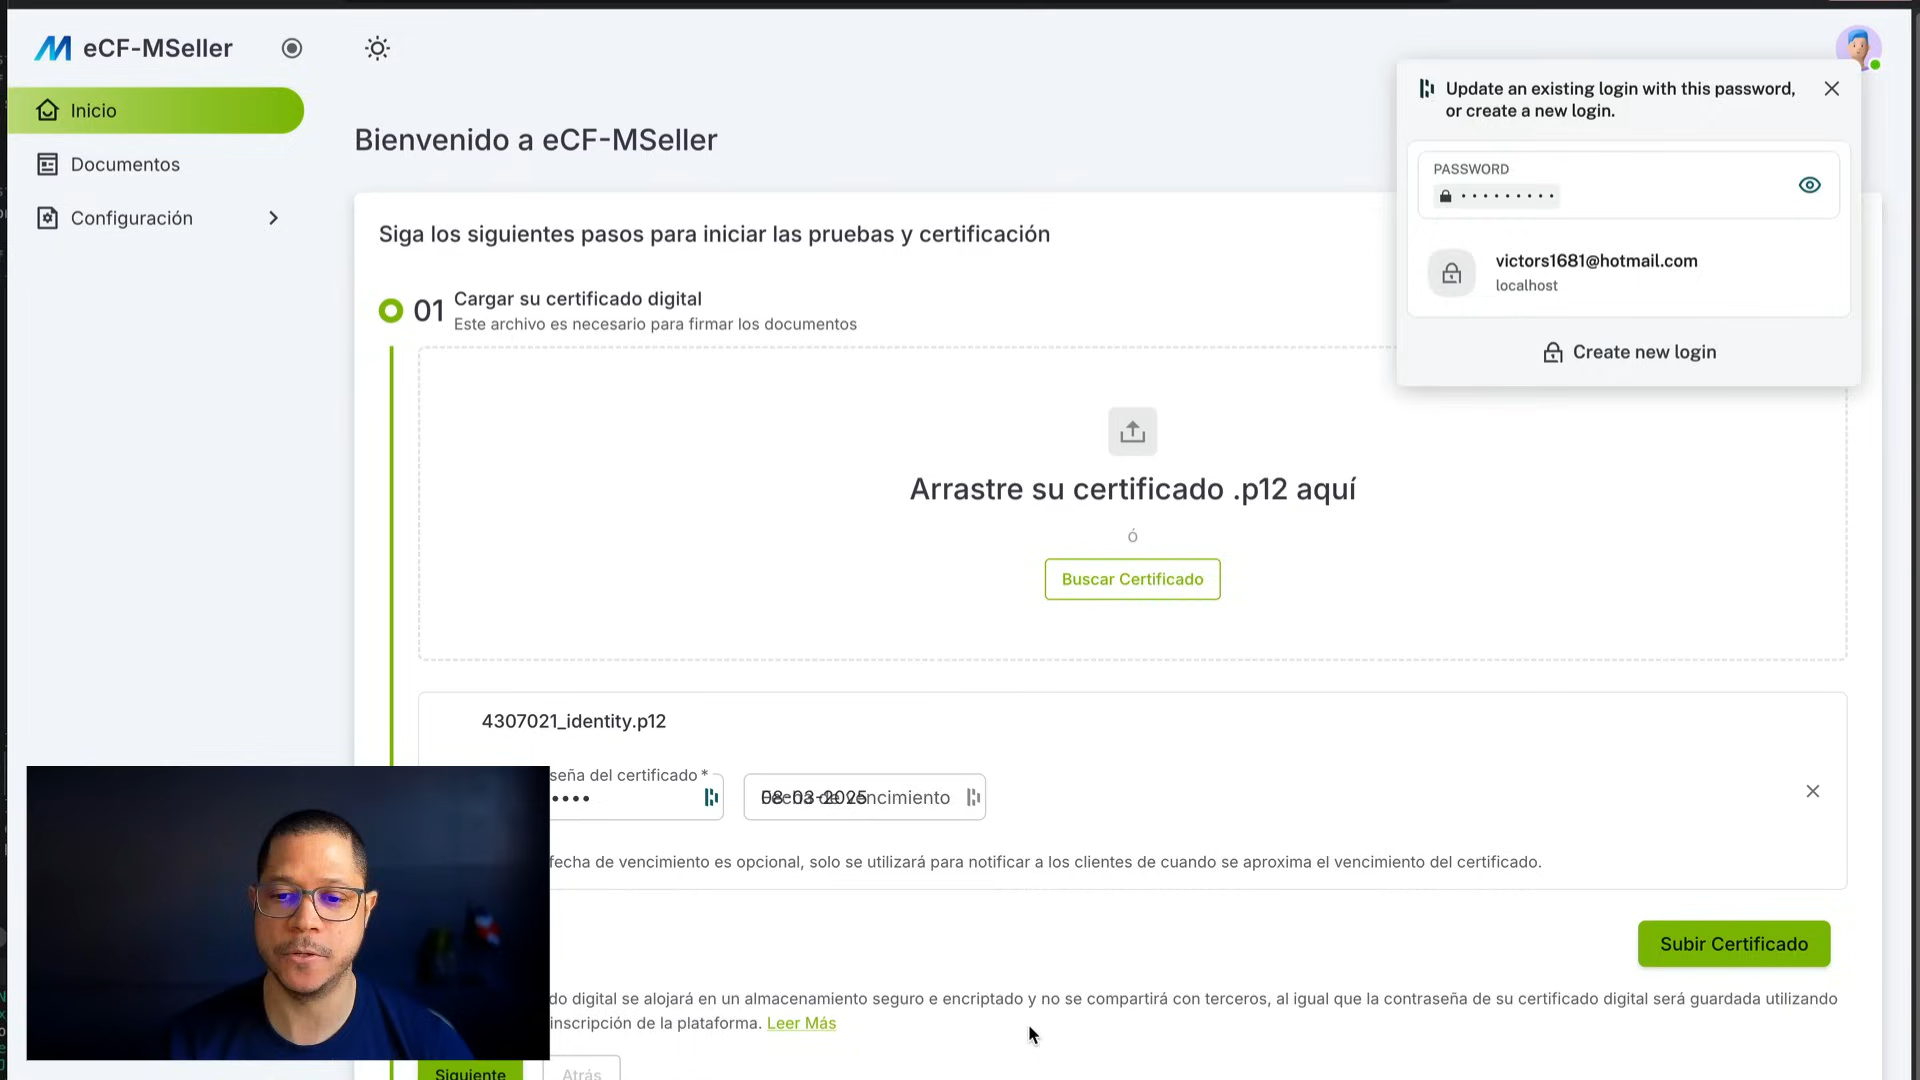 eCF-MSeller
Inicio
Documentos
Configuración
Bienvenido a eCF-MSeller
Siga los siguientes pasos para iniciar las pruebas y certificación
01
Cargar su certificado digital
Este archivo es necesario para firmar los documentos
Arrastre su certificado .p12 aquí
ó
Buscar Certificado
4307021_identity.p12
seña del certificado *
08-03-2025
Fecha de vencimiento
fecha de vencimiento es opcional, solo se utilizará para notificar a los clientes de cuando se aproxima el vencimiento del certificado.
Subir Certificado
do digital se alojará en un almacenamiento seguro e encriptado y no se compartirá con terceros, al igual que la contraseña de su certificado digital será guardada utilizando
inscripción de la plataforma. Leer Más
Siguiente
Atrás
Update an existing login with this password,
or create a new login.
PASSWORD
victors1681@hotmail.com
localhost
Create new login